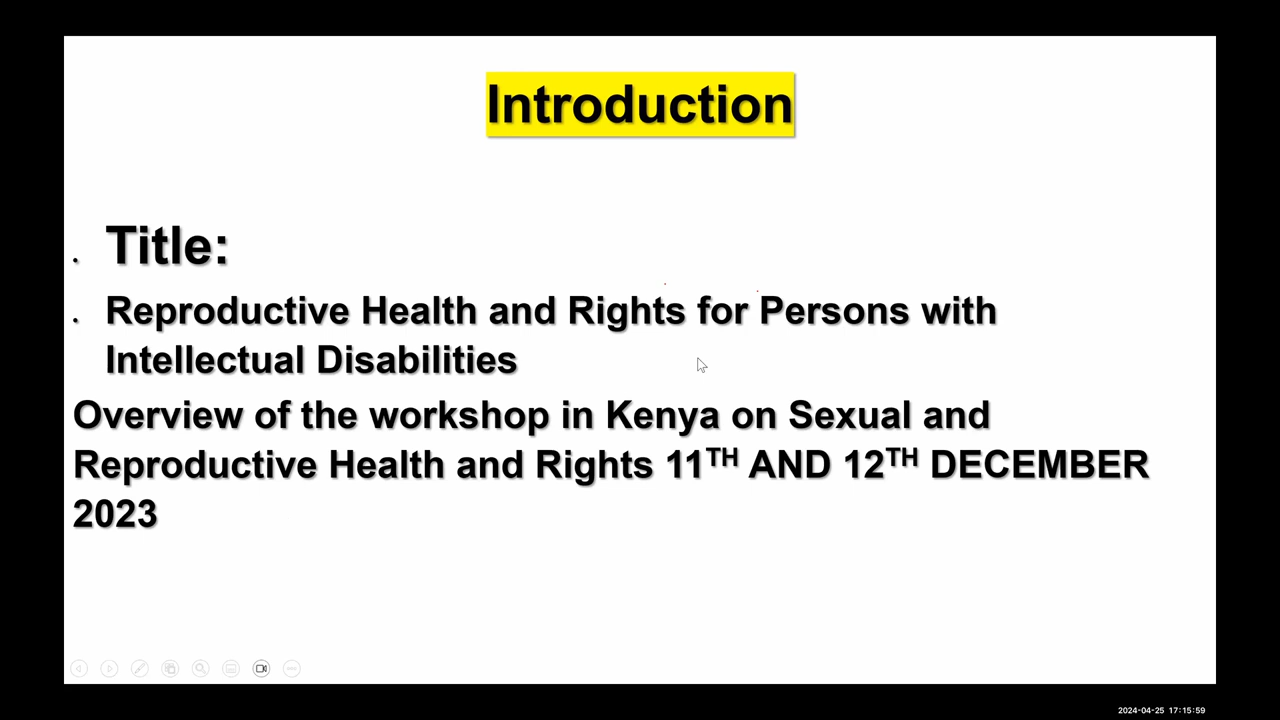 Introduction
Title:
Reproductive Health and Rights for Persons with
Intellectual Disabilities
Overview of the workshop in Kenya on Sexual and
Reproductive Health and Rights 11TH AND 12TH DECEMBER
2023
2024-04-25 17:15:59